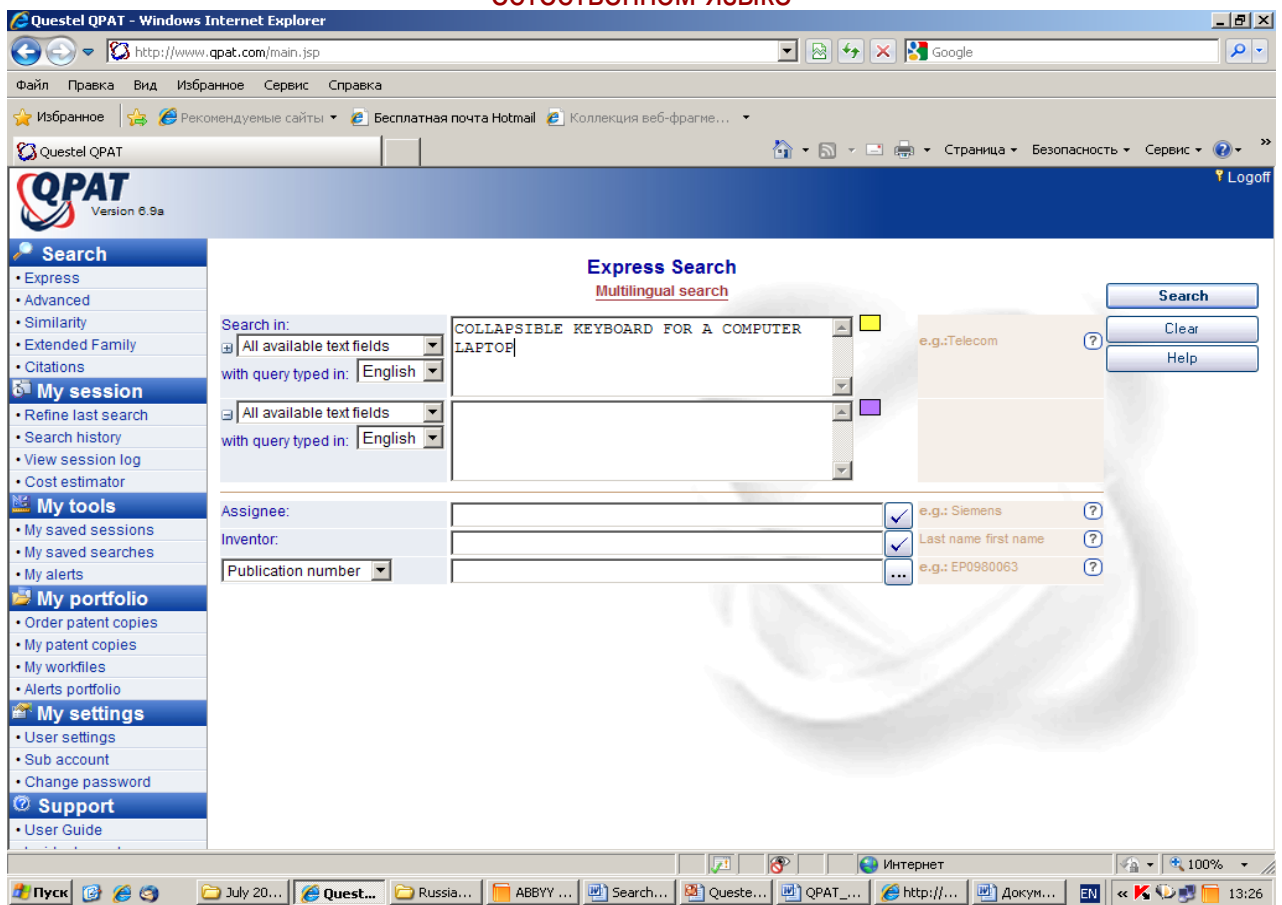 Questel QPAT - Windows Internet Explorer
http://www.qpat.com/main.jsp
Google
Файл Правка Вид Избранное Сервис Справка
Избранное Рекомендуемые сайты Бесплатная почта Hotmail Коллекция веб-фрагме...
Questel QPAT
Страница Безопасность Сервис »
QPAT
Version 6.9a
Logoff
Search
• Express
• Advanced
• Similarity
• Extended Family
• Citations
My session
• Refine last search
• Search history
• View session log
• Cost estimator
My tools
• My saved sessions
• My saved searches
• My alerts
My portfolio
• Order patent copies
• My patent copies
• My workfiles
• Alerts portfolio
My settings
• User settings
• Sub account
• Change password
Support
• User Guide
Express Search
Multilingual search
Search in:
All available text fields
with query typed in: English
COLLAPSIBLE KEYBOARD FOR A COMPUTER
LAPTOP
e.g.:Telecom ?
All available text fields
with query typed in: English
Assignee: e.g.: Siemens ?
Inventor: Last name first name ?
Publication number ... e.g.: EP0980063 ?
Search
Clear
Help
Интернет 100%
Пуск July 20... Quest... Russia... ABBYY ... Search... Queste... QPAT_... http://... Докум... EN « 13:26